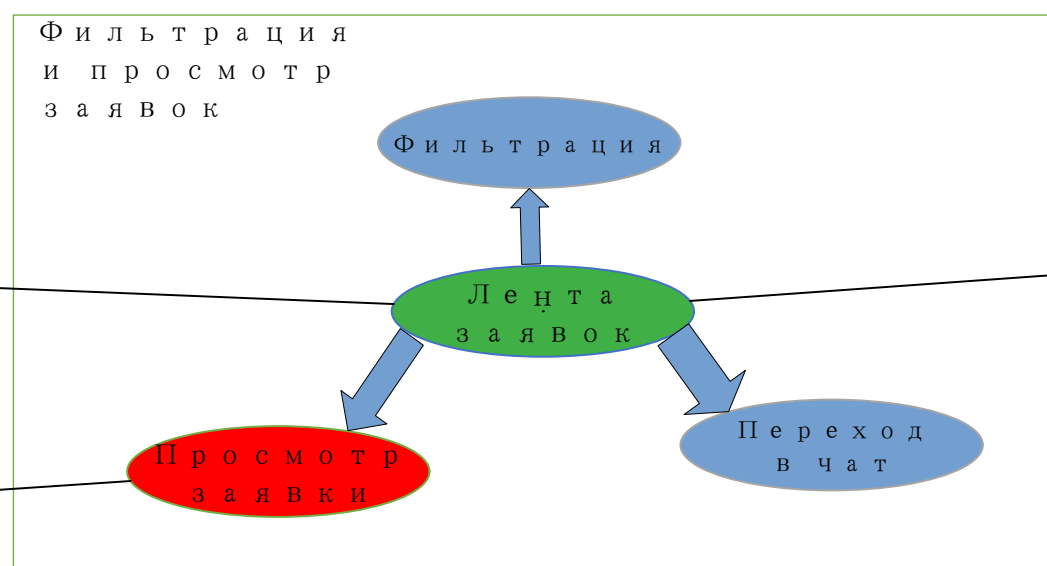 Фильтрация
и просмотр
заявок
Фильтрация
Лента
заявок
Просмотр
заявки
Переход
в чат